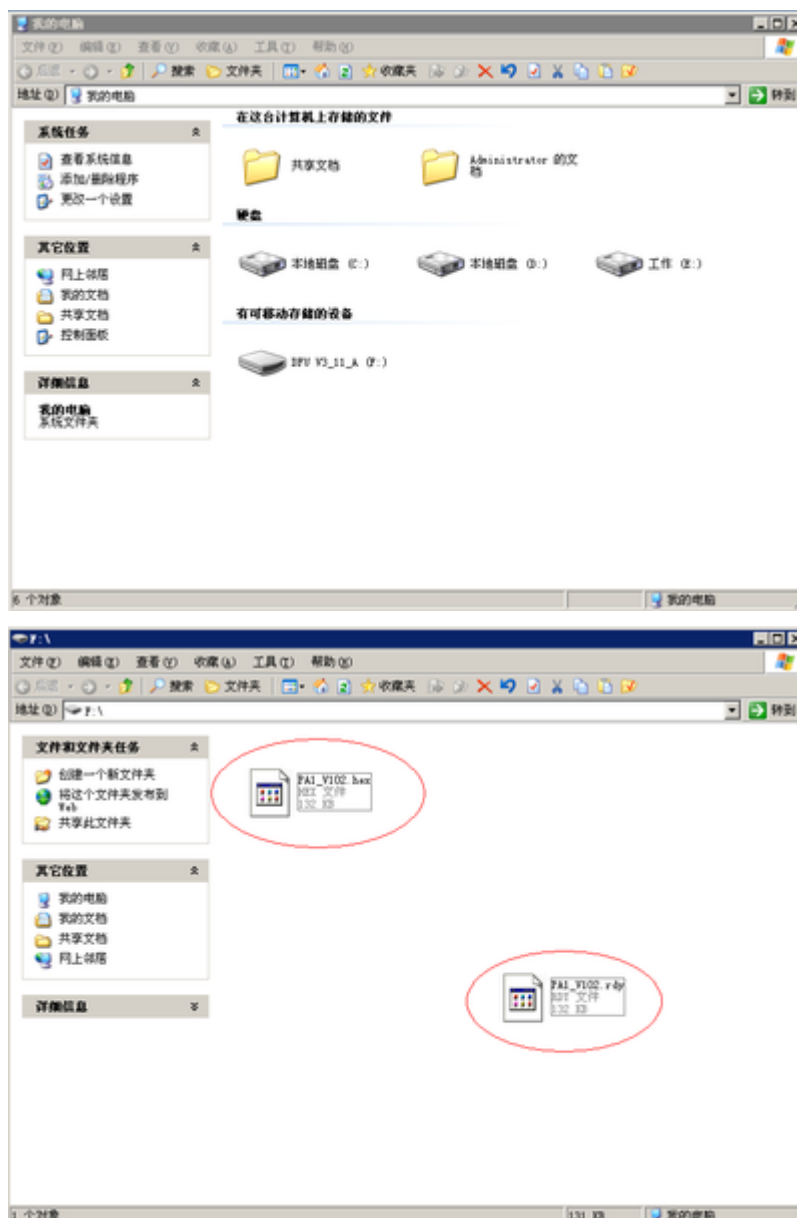 我的电脑
文件(F) 编辑(E) 查看(V) 收藏(A) 工具(T) 帮助(H)
后退 搜索 文件夹 收藏夹
地址(D) 我的电脑 转到
系统任务
查看系统信息
添加/删除程序
更改一个设置
其它位置
网上邻居
我的文档
共享文档
控制面板
详细信息
我的电脑
系统文件夹
在这台计算机上存储的文件
共享文档 Administrator 的文
档
硬盘
本地磁盘 (C:) 本地磁盘 (D:) 工作 (E:)
有可移动存储的设备
DFU V3_11_A (F:)
6 个对象 我的电脑
F:\
文件(F) 编辑(E) 查看(V) 收藏(A) 工具(T) 帮助(H)
后退 搜索 文件夹 收藏夹
地址(D) F:\ 转到
文件和文件夹任务
创建一个新文件夹
将这个文件夹发布到
Web
共享此文件夹
其它位置
我的电脑
我的文档
共享文档
网上邻居
详细信息
FA1_V102.hex
HEX 文件
132 KB
FA1_V102.rdy
RDY 文件
132 KB
1 个对象 131 KB 我的电脑